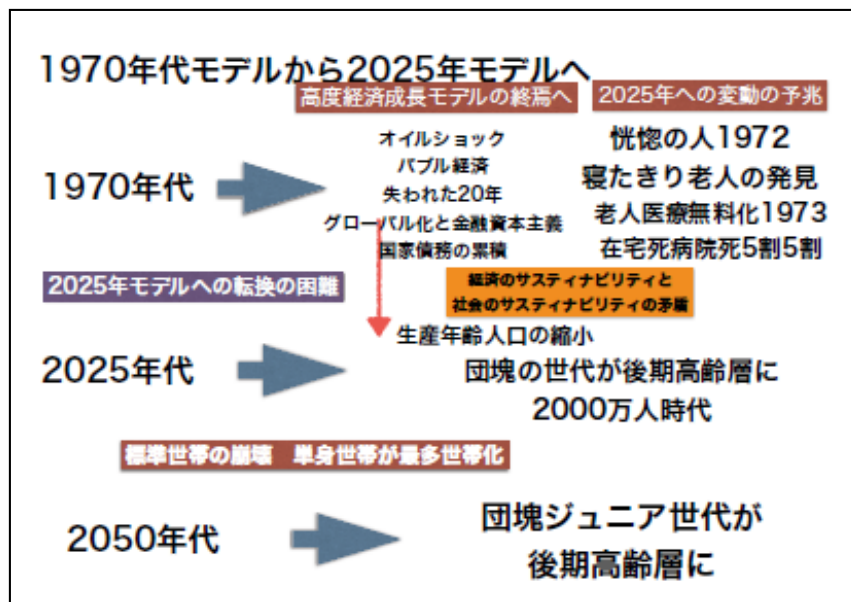 1970年代モデルから2025年モデルへ
高度経済成長モデルの終焉へ
2025年への変動の予兆
1970年代
オイルショック
バブル経済
失われた20年
グローバル化と金融資本主義
国家債務の累積
恍惚の人1972
寝たきり老人の発見
老人医療無料化1973
在宅死病院死5割5割
2025年モデルへの転換の困難
経済のサスティナビリティと
社会のサスティナビリティの矛盾
2025年代
生産年齢人口の縮小
団塊の世代が後期高齢層に
2000万人時代
標準世帯の崩壊 単身世帯が最多世帯化
2050年代
団塊ジュニア世代が
後期高齢層に